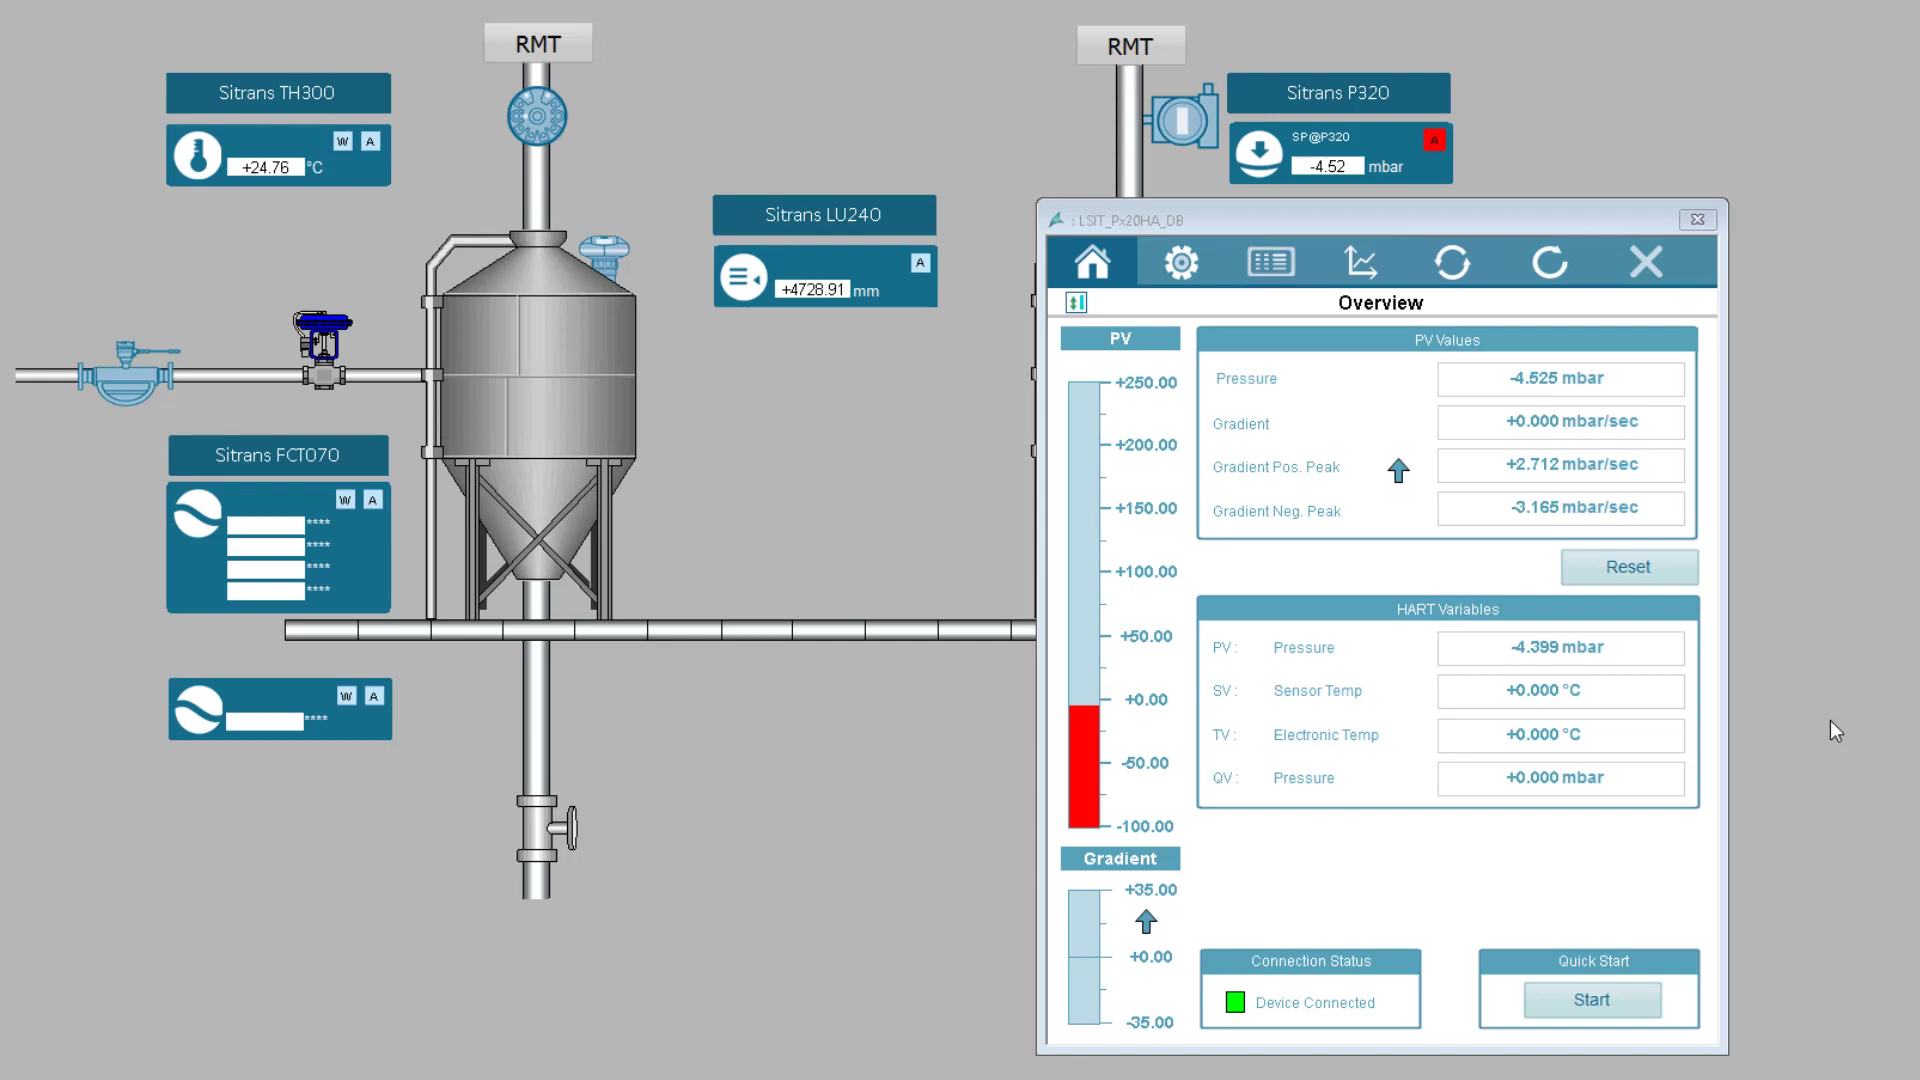 RMT
RMT
Sitrans TH300
W A
+24.76 °C
Sitrans P320
SP@P320
A
-4.52 mbar
Sitrans LU240
A
+4728.91 mm
Sitrans FCT070
W A
****
****
****
****
W A
****
: LSIT_Px20HA_DB
Overview
PV
+250.00
+200.00
+150.00
+100.00
+50.00
+0.00
-50.00
-100.00
Gradient
+35.00
+0.00
-35.00
PV Values
Pressure -4.525 mbar
Gradient +0.000 mbar/sec
Gradient Pos. Peak +2.712 mbar/sec
Gradient Neg. Peak -3.165 mbar/sec
Reset
HART Variables
PV : Pressure -4.399 mbar
SV : Sensor Temp +0.000 °C
TV : Electronic Temp +0.000 °C
QV : Pressure +0.000 mbar
Connection Status
Device Connected
Quick Start
Start